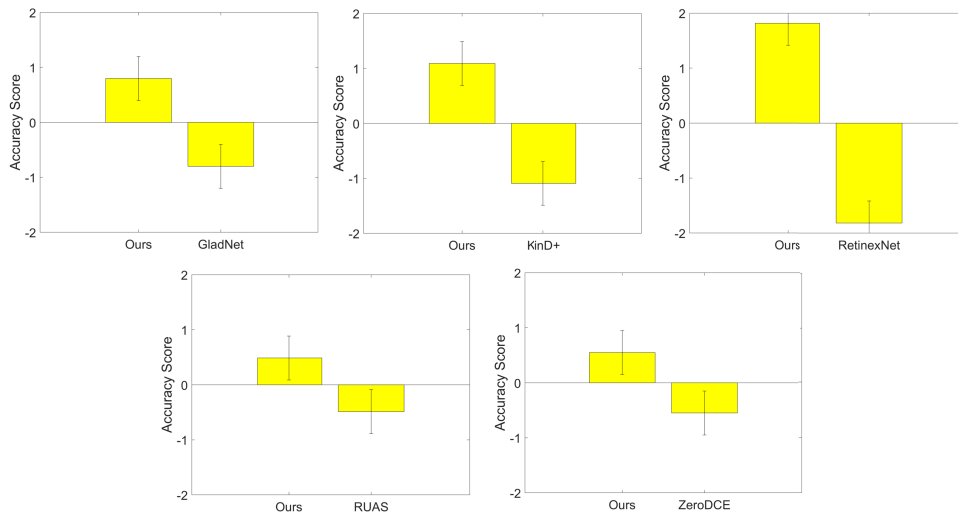 2
1
0
-1
-2
Accuracy Score
Ours GladNet
2
1
0
-1
-2
Accuracy Score
Ours KinD+
2
1
0
-1
-2
Accuracy Score
Ours RetinexNet
2
1
0
-1
-2
Accuracy Score
Ours RUAS
2
1
0
-1
-2
Accuracy Score
Ours ZeroDCE